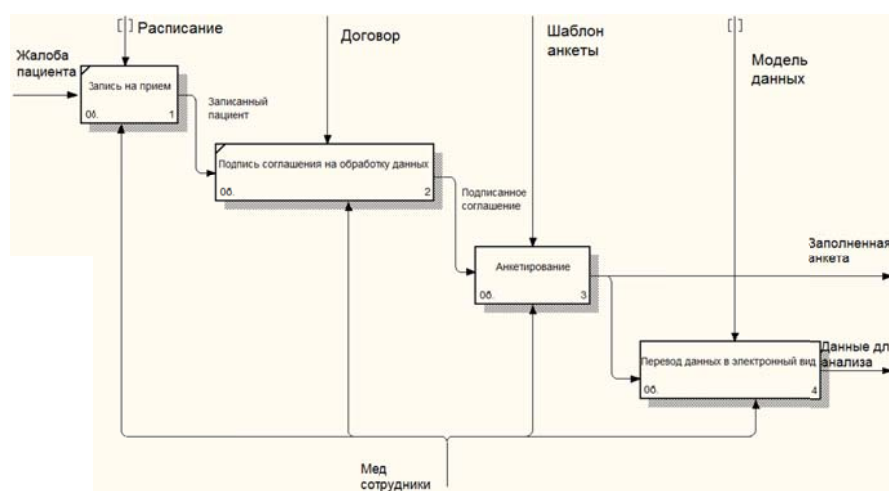 [ ] Расписание
Договор
Шаблон
анкеты
[ ]
Модель
данных
Жалоба
пациента
Запись на прием
0б. 1
Записанный
пациент
Подпись соглашения на обработку данных
0б. 2
Подписанное
соглашение
Анкетирование
0б. 3
Заполненная
анкета
Перевод данных в электронный вид
0б. 4
Данные дл
анализа
Мед
сотрудники